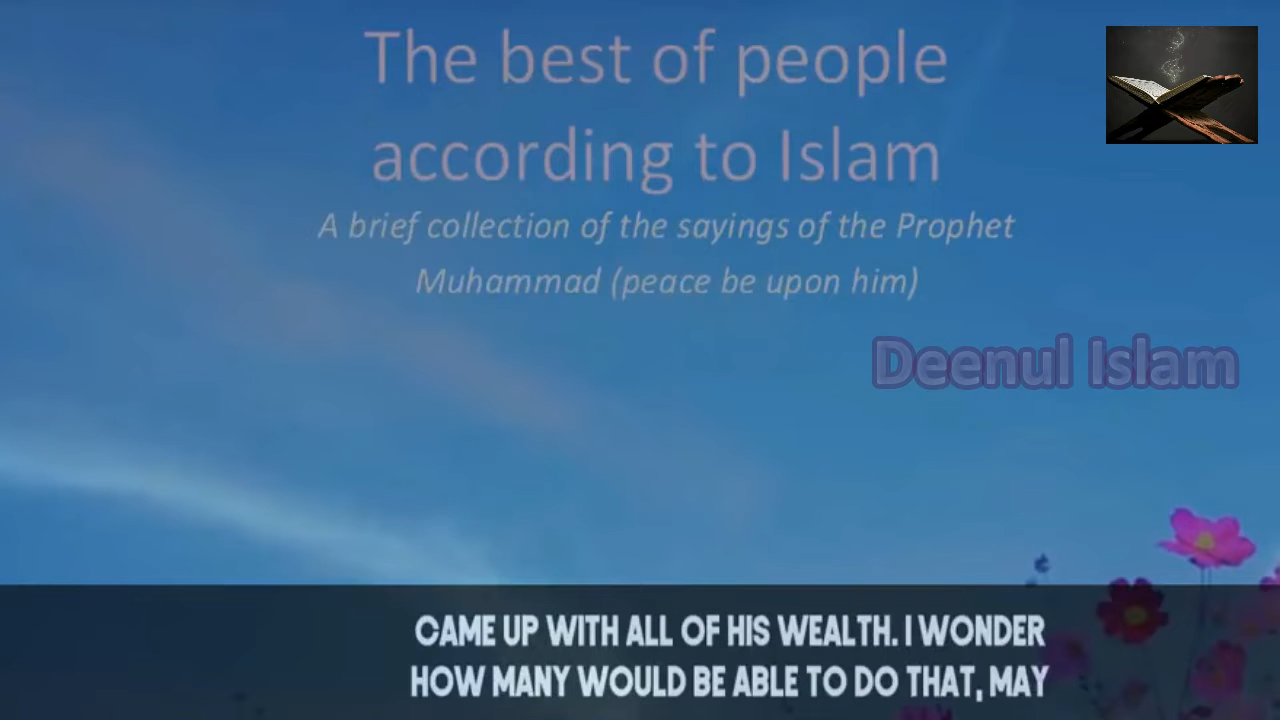 The best of people
according to Islam
A brief collection of the sayings of the Prophet
Muhammad (peace be upon him)
Deenul Islam
CAME UP WITH ALL OF HIS WEALTH. I WONDER
HOW MANY WOULD BE ABLE TO DO THAT, MAY